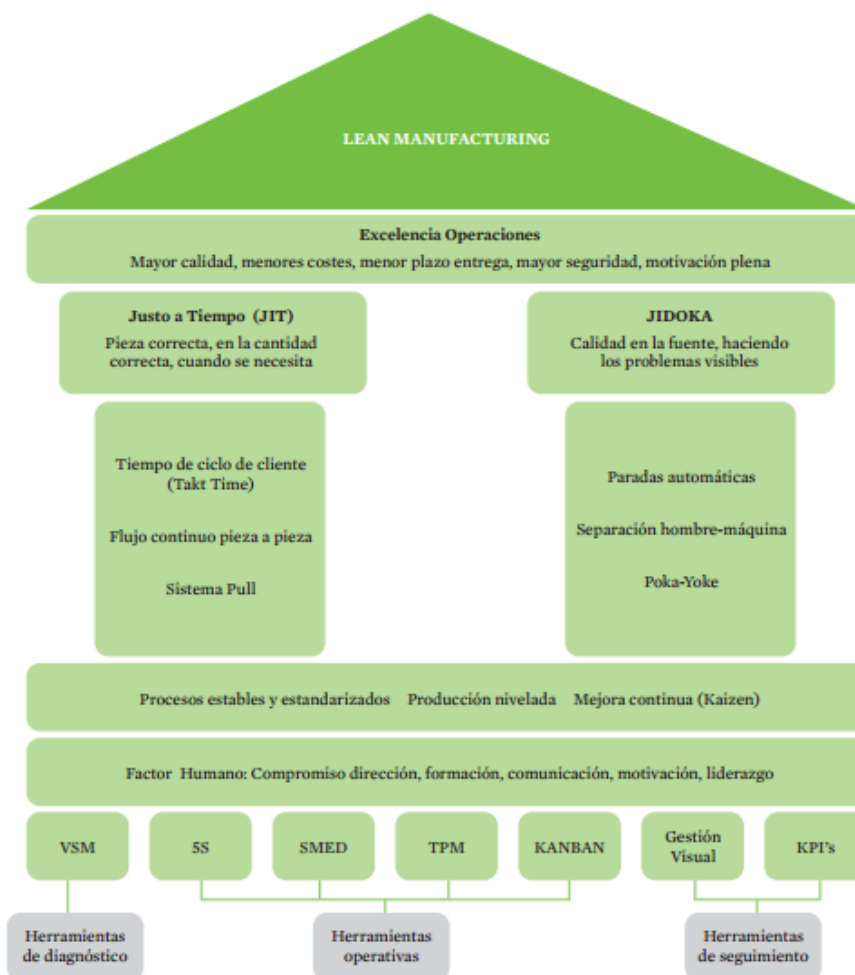 LEAN MANUFACTURING
Excelencia Operaciones
Mayor calidad, menores costes, menor plazo entrega, mayor seguridad, motivación plena
Justo a Tiempo (JIT)
Pieza correcta, en la cantidad
correcta, cuando se necesita
JIDOKA
Calidad en la fuente, haciendo
los problemas visibles
Tiempo de ciclo de cliente
(Takt Time)
Flujo continuo pieza a pieza
Sistema Pull
Paradas automáticas
Separación hombre-máquina
Poka-Yoke
Procesos estables y estandarizados Producción nivelada Mejora continua (Kaizen)
Factor Humano: Compromiso dirección, formación, comunicación, motivación, liderazgo
VSM
5S
SMED
TPM
KANBAN
Gestión
Visual
KPI's
Herramientas
de diagnóstico
Herramientas
operativas
Herramientas
de seguimiento